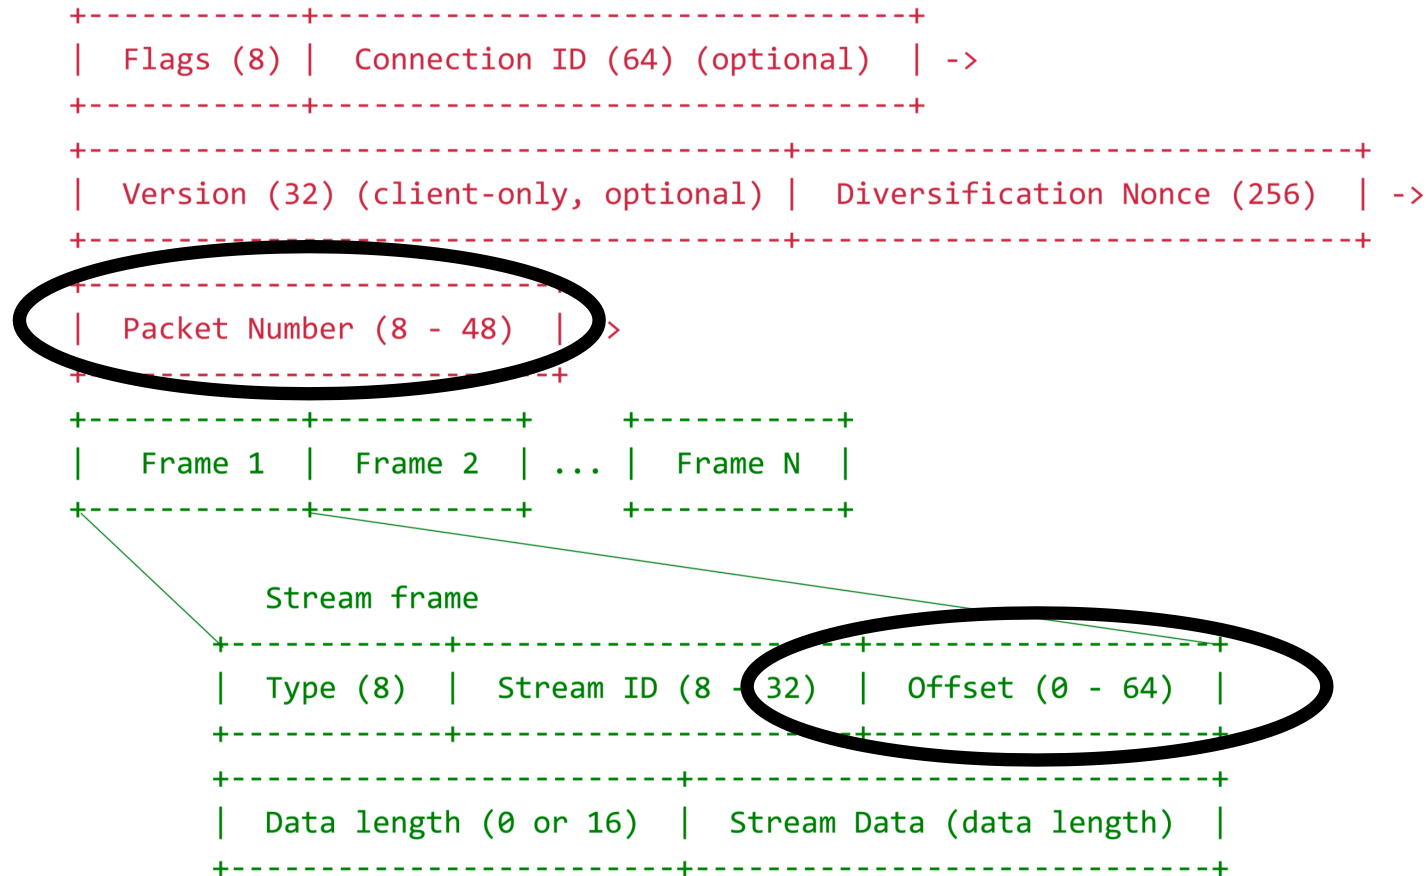 +-------------+----------------------------------+
|  Flags (8) |  Connection ID (64) (optional)  | ->
+-------------+----------------------------------+
+----------------------------------------+--------------------------------+
|  Version (32) (client-only, optional) |  Diversification Nonce (256)  | ->
+----------------------------------------+--------------------------------+
+---------------------------+
|  Packet Number (8 - 48)  | >
+---------------------------+
+-------------+------------+     +------------+
|   Frame 1  |  Frame 2  | ... |  Frame N  |
+-------------+------------+     +------------+
Stream frame
+-------------+-----------------------+--------------------+
|  Type (8)  |  Stream ID (8 - 32)  |  Offset (0 - 64)  |
+-------------+-----------------------+--------------------+
+--------------------------+------------------------------+
|  Data length (0 or 16)  |  Stream Data (data length)  |
+--------------------------+------------------------------+